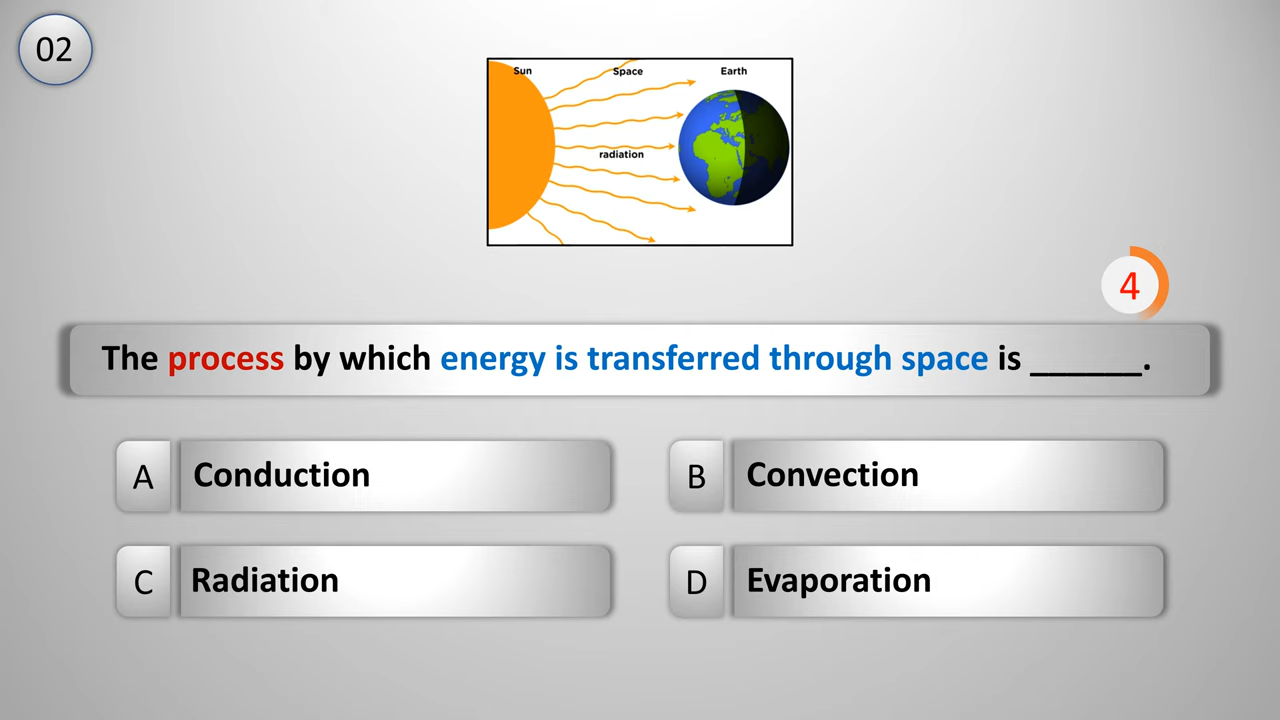 02
Sun Space Earth
radiation
4
The process by which energy is transferred through space is ______.
A Conduction
B Convection
C Radiation
D Evaporation